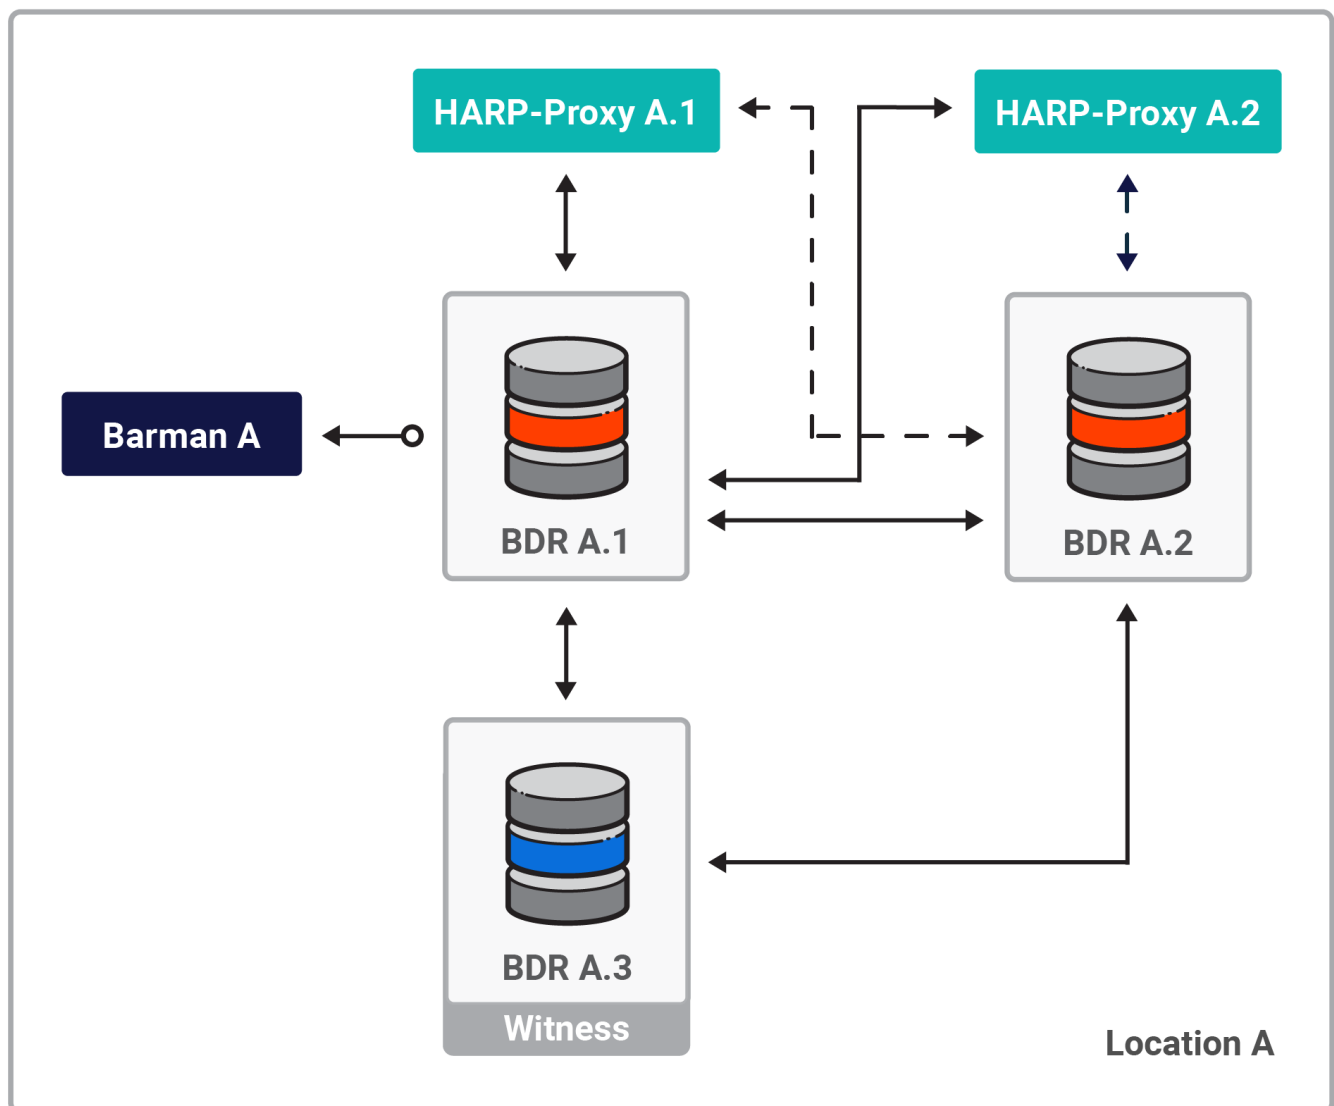 HARP-Proxy A.1
HARP-Proxy A.2
Barman A
BDR A.1
BDR A.2
BDR A.3
Witness
Location A